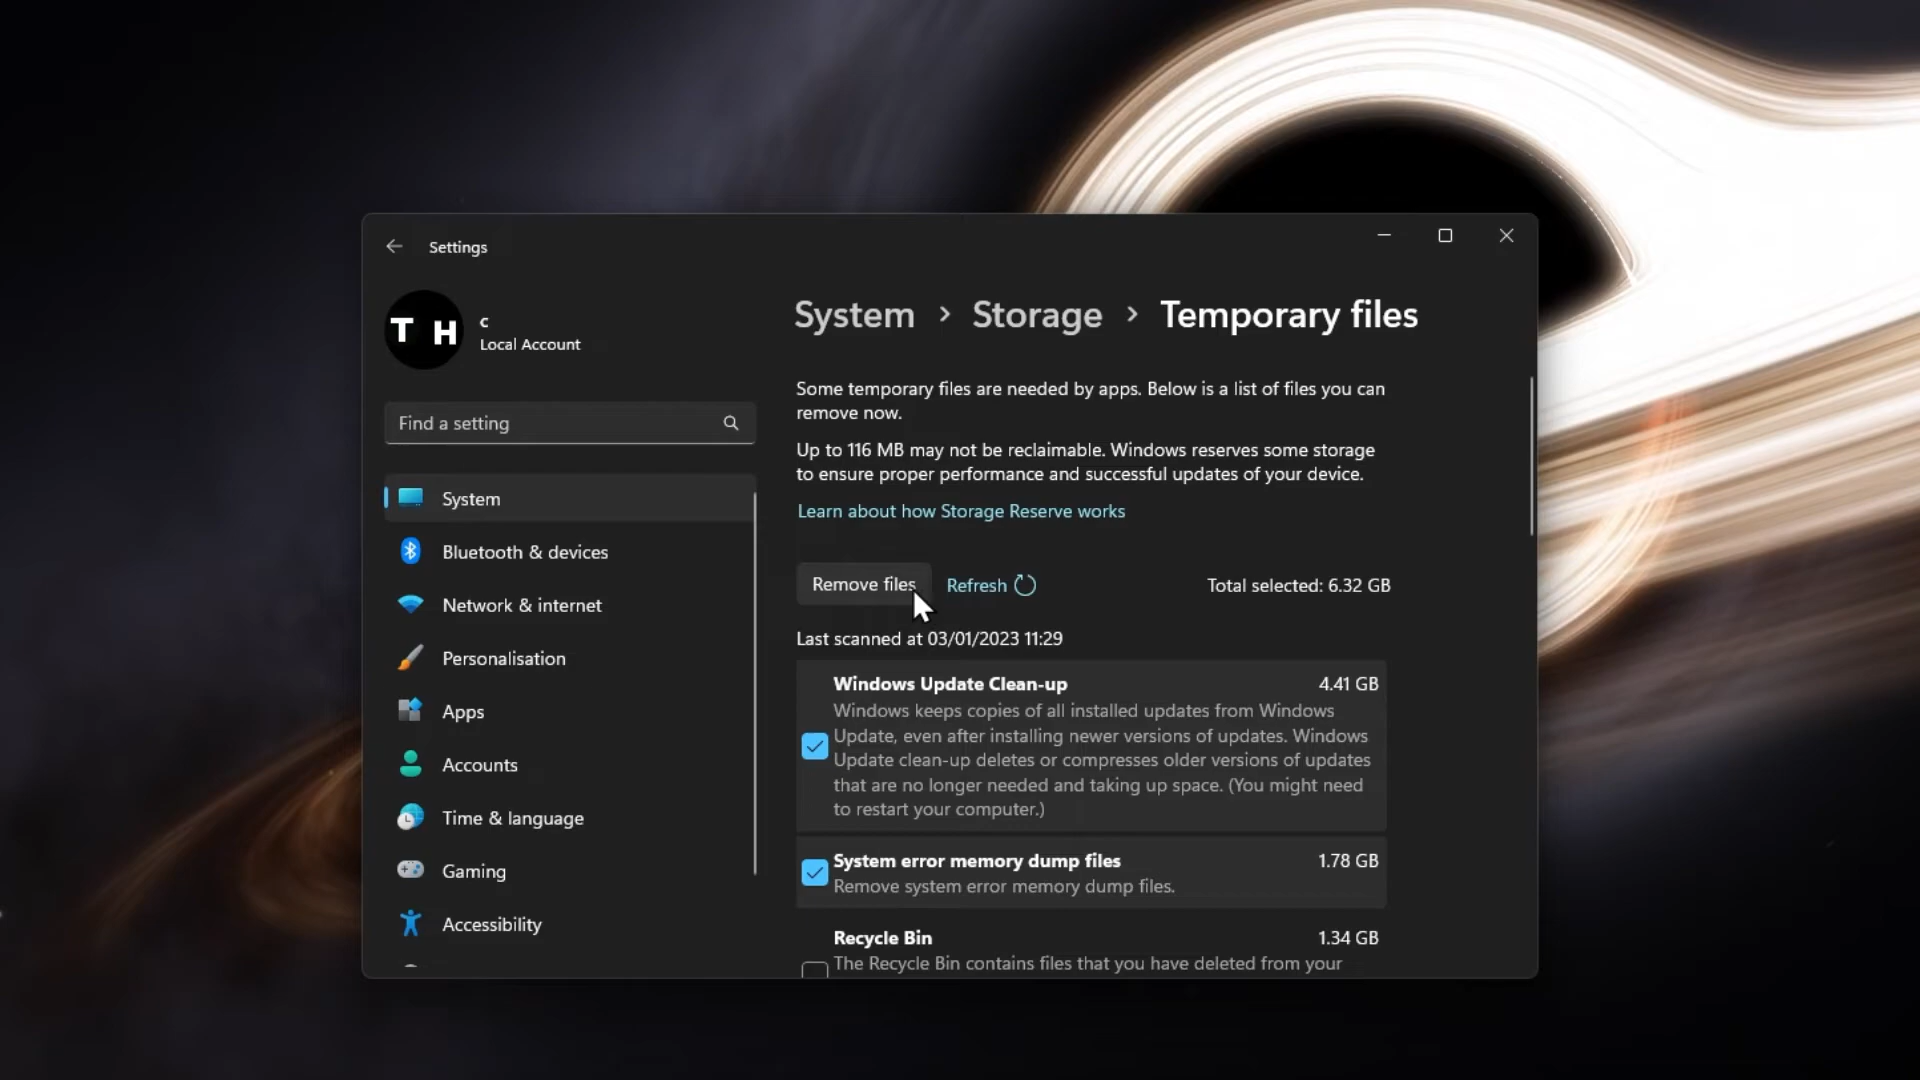 Settings
T H
c
Local Account
Find a setting
System
Bluetooth & devices
Network & internet
Personalisation
Apps
Accounts
Time & language
Gaming
Accessibility
System > Storage > Temporary files
Some temporary files are needed by apps. Below is a list of files you can
remove now.
Up to 116 MB may not be reclaimable. Windows reserves some storage
to ensure proper performance and successful updates of your device.
Learn about how Storage Reserve works
Remove files Refresh Total selected: 6.32 GB
Last scanned at 03/01/2023 11:29
Windows Update Clean-up 4.41 GB
Windows keeps copies of all installed updates from Windows
Update, even after installing newer versions of updates. Windows
Update clean-up deletes or compresses older versions of updates
that are no longer needed and taking up space. (You might need
to restart your computer.)
System error memory dump files 1.78 GB
Remove system error memory dump files.
Recycle Bin 1.34 GB
The Recycle Bin contains files that you have deleted from your